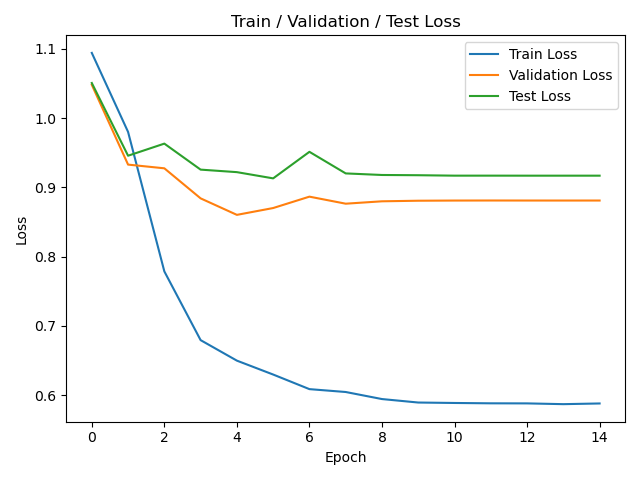 Train / Validation / Test Loss
1.1
1.0
0.9
0.8
0.7
0.6
Loss
Train Loss
Validation Loss
Test Loss
0 2 4 6 8 10 12 14
Epoch